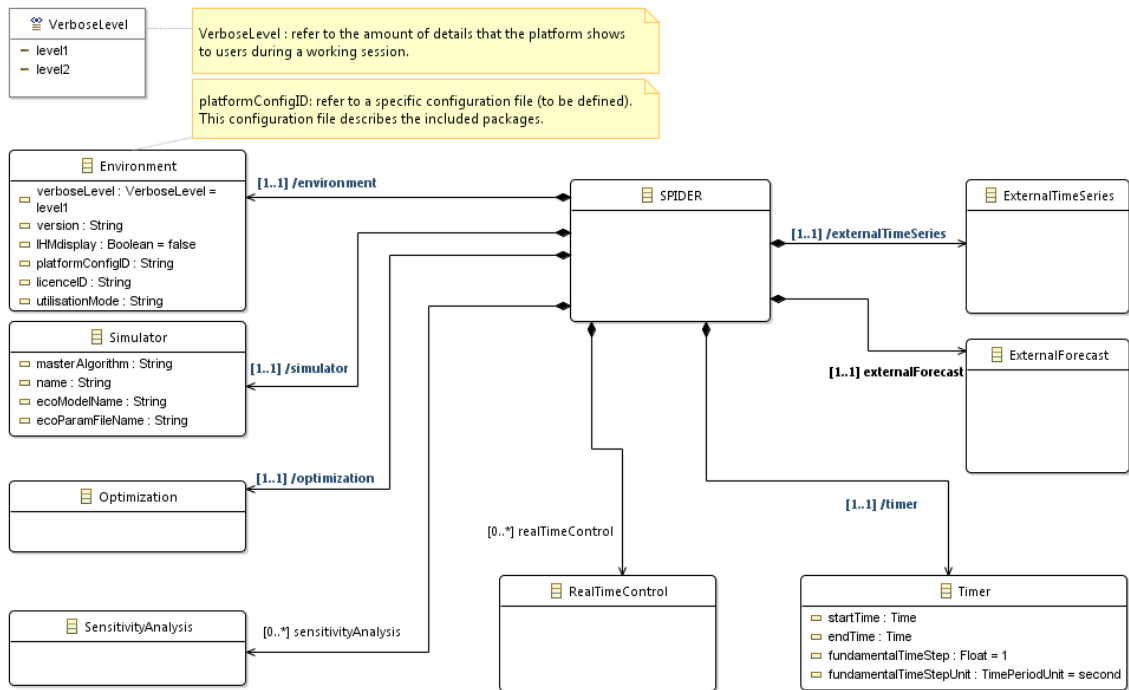 VerboseLevel
level1
level2
VerboseLevel : refer to the amount of details that the platform shows
to users during a working session.
platformConfigID: refer to a specific configuration file (to be defined).
This configuration file describes the included packages.
Environment
verboseLevel : VerboseLevel =
level1
version : String
IHMdisplay : Boolean = false
platformConfigID : String
licenceID : String
utilisationMode : String
[1..1] /environment
SPIDER
ExternalTimeSeries
[1..1] /externalTimeSeries
Simulator
masterAlgorithm : String
name : String
ecoModelName : String
ecoParamFileName : String
[1..1] /simulator
ExternalForecast
[1..1] externalForecast
Optimization
[1..1] /optimization
[1..1] /timer
[0..*] realTimeControl
RealTimeControl
Timer
startTime : Time
endTime : Time
fundamentalTimeStep : Float = 1
fundamentalTimeStepUnit : TimePeriodUnit = second
SensitivityAnalysis
[0..*] sensitivityAnalysis